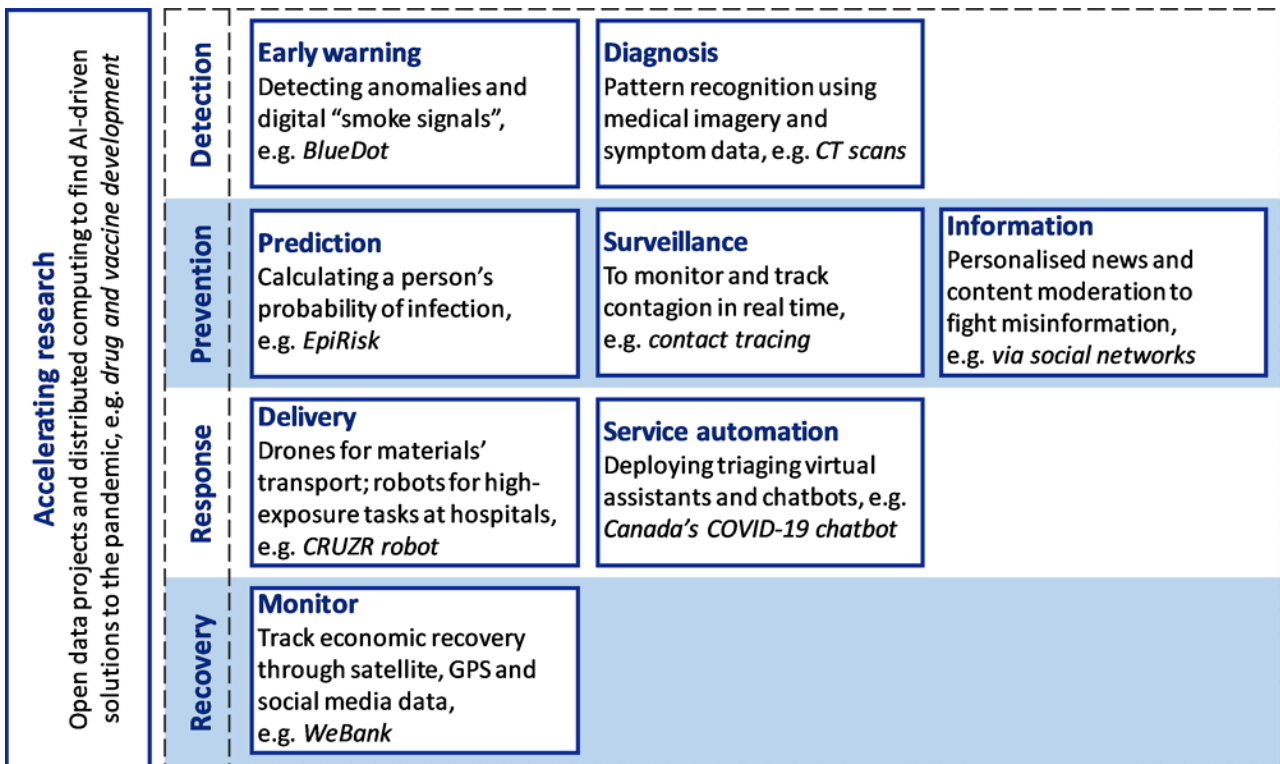 Accelerating research
Open data projects and distributed computing to find AI-driven
solutions to the pandemic, e.g. drug and vaccine development
Detection
Early warning
Detecting anomalies and
digital “smoke signals”,
e.g. BlueDot
Diagnosis
Pattern recognition using
medical imagery and
symptom data, e.g. CT scans
Prevention
Prediction
Calculating a person’s
probability of infection,
e.g. EpiRisk
Surveillance
To monitor and track
contagion in real time,
e.g. contact tracing
Information
Personalised news and
content moderation to
fight misinformation,
e.g. via social networks
Response
Delivery
Drones for materials’
transport; robots for high-
exposure tasks at hospitals,
e.g. CRUZR robot
Service automation
Deploying triaging virtual
assistants and chatbots, e.g.
Canada’s COVID-19 chatbot
Recovery
Monitor
Track economic recovery
through satellite, GPS and
social media data,
e.g. WeBank